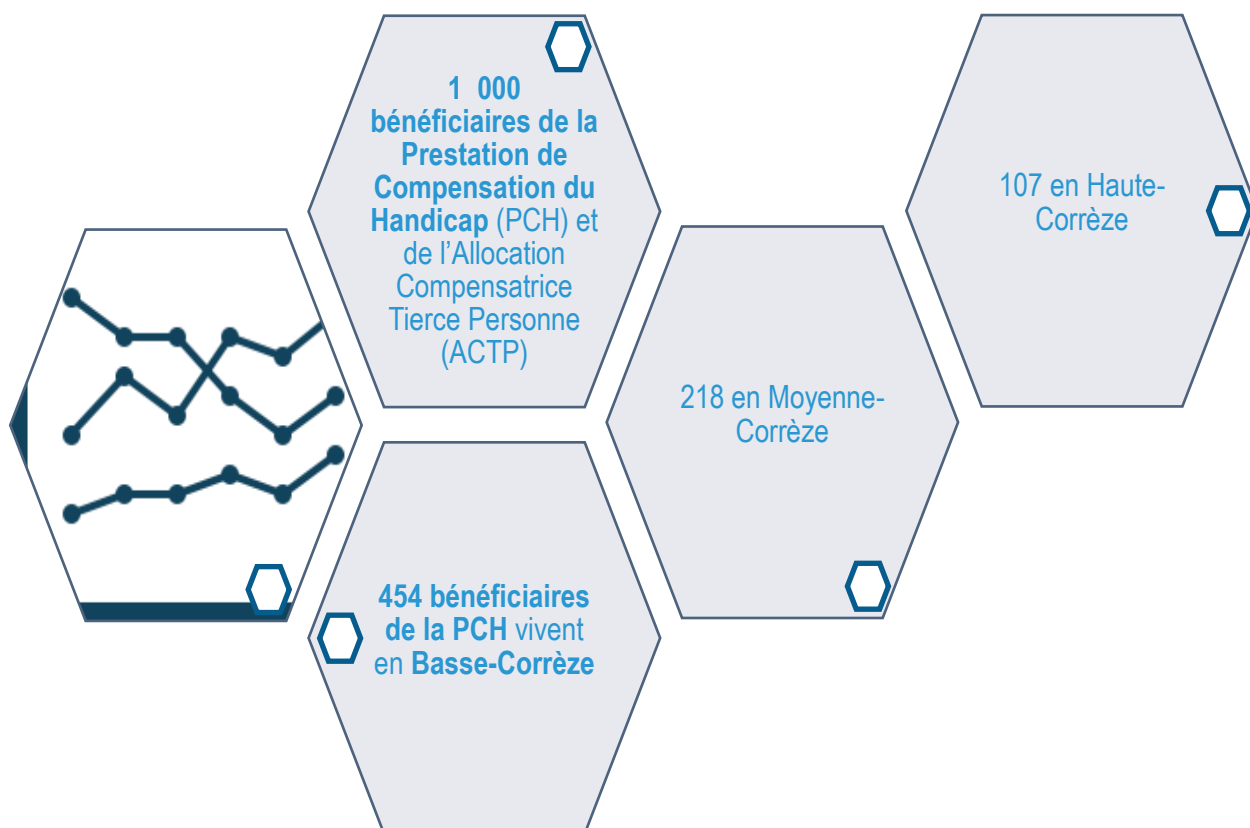 1 000
bénéficiaires de la
Prestation de
Compensation du
Handicap (PCH) et
de l’Allocation
Compensatrice
Tierce Personne
(ACTP)
454 bénéficiaires
de la PCH vivent
en Basse-Corrèze
218 en Moyenne-
Corrèze
107 en Haute-
Corrèze